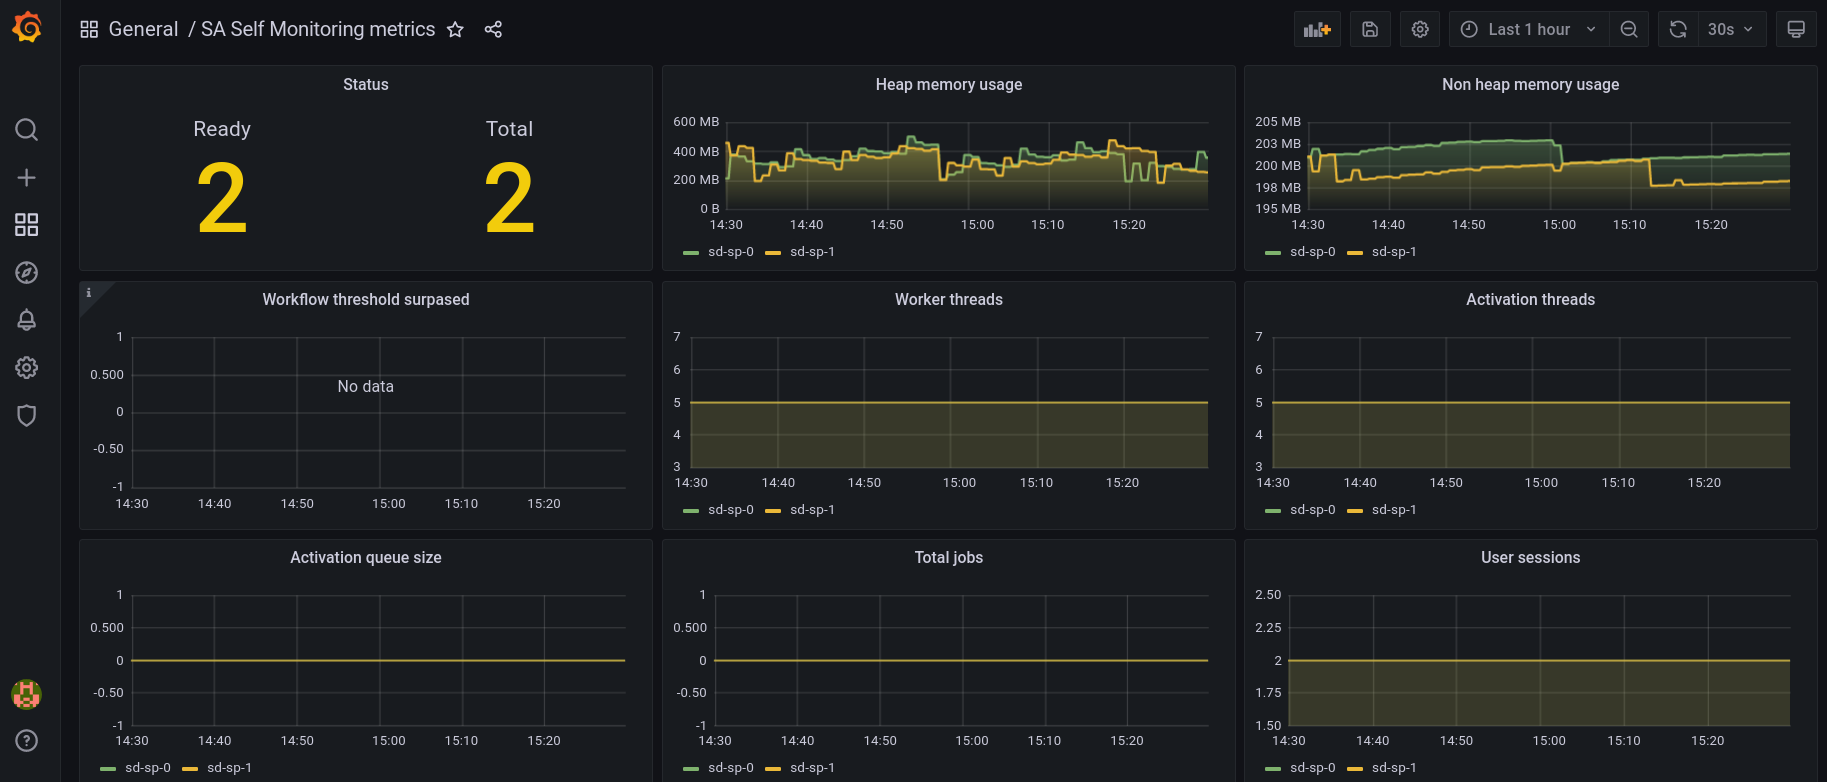 General / SA Self Monitoring metrics
Last 1 hour
30s
Status
Ready
Total
2
2
Heap memory usage
600 MB
400 MB
200 MB
0 B
14:30 14:40 14:50 15:00 15:10 15:20
sd-sp-0 sd-sp-1
Non heap memory usage
205 MB
203 MB
200 MB
198 MB
195 MB
14:30 14:40 14:50 15:00 15:10 15:20
sd-sp-0 sd-sp-1
i
Workflow threshold surpased
1
0.500
0
-0.50
-1
No data
14:30 14:40 14:50 15:00 15:10 15:20
Worker threads
7
6
5
4
3
14:30 14:40 14:50 15:00 15:10 15:20
sd-sp-0 sd-sp-1
Activation threads
7
6
5
4
3
14:30 14:40 14:50 15:00 15:10 15:20
sd-sp-0 sd-sp-1
Activation queue size
1
0.500
0
-0.50
-1
14:30 14:40 14:50 15:00 15:10 15:20
sd-sp-0 sd-sp-1
Total jobs
1
0.500
0
-0.50
-1
14:30 14:40 14:50 15:00 15:10 15:20
sd-sp-0 sd-sp-1
User sessions
2.50
2.25
2
1.75
1.50
14:30 14:40 14:50 15:00 15:10 15:20
sd-sp-0 sd-sp-1